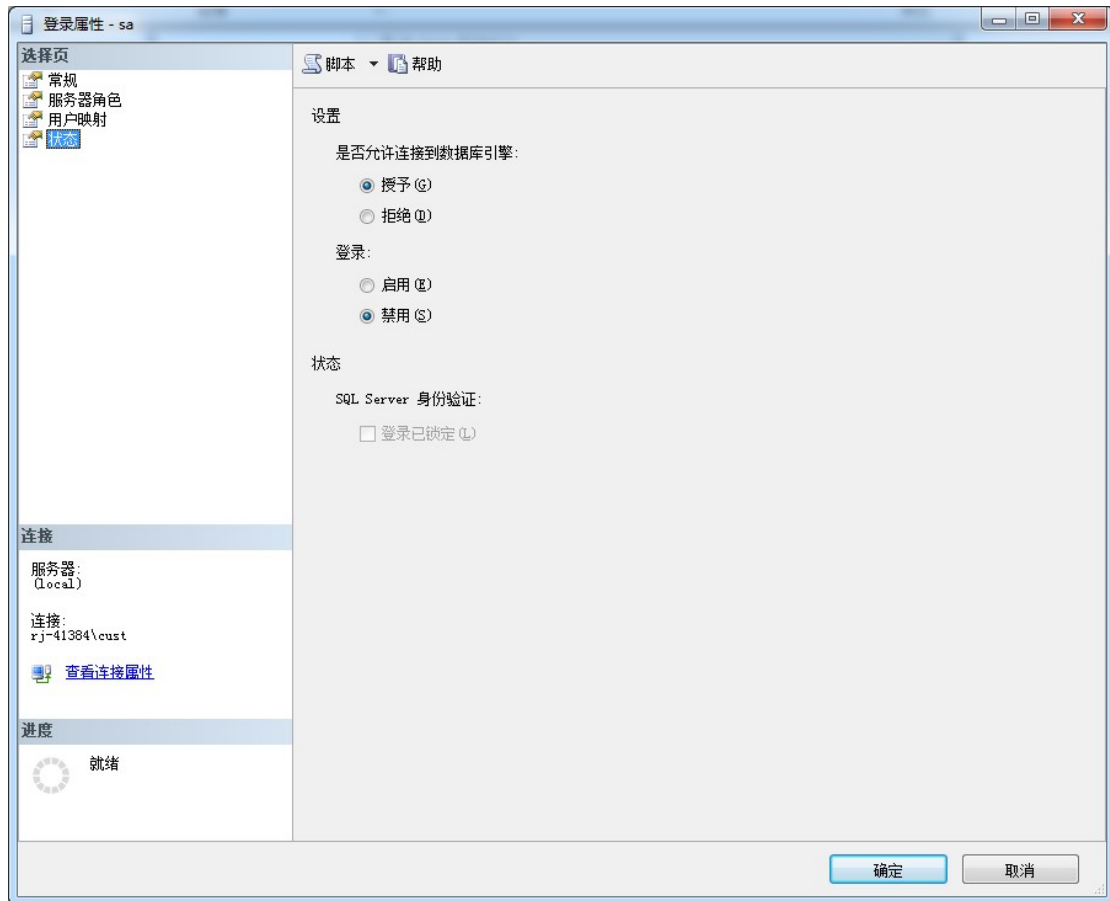 登录属性 - sa
选择页
常规
服务器角色
用户映射
状态
脚本 帮助
设置
是否允许连接到数据库引擎:
授予(G)
拒绝(D)
登录:
启用(E)
禁用(S)
状态
SQL Server 身份验证:
登录已锁定(L)
连接
服务器:
(local)
连接:
rj-41384\cust
查看连接属性
进度
就绪
确定 取消